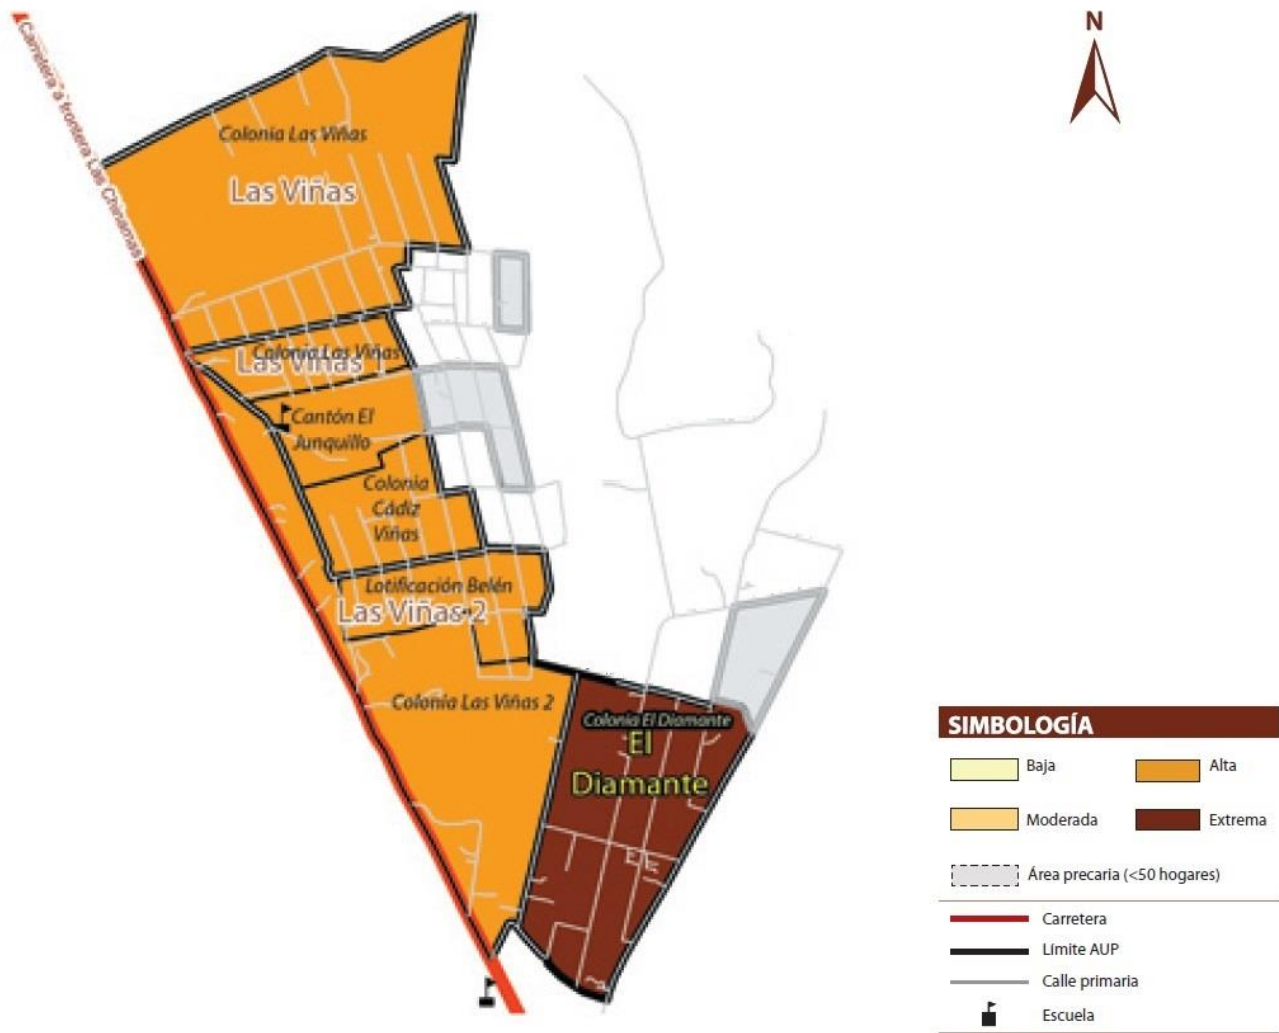 N
Carretera a frontera Las Chinamas
Colonia Las Viñas
Las Viñas
Colonia Las Viñas
Las Viñas 1
Cantón El
Junquillo
Colonia
Cádiz
Viñas
Lotificación Belén
Las Viñas 2
Colonia Las Viñas 2
Colonia El Diamante
El
Diamante
SIMBOLOGÍA
Baja
Alta
Moderada
Extrema
Área precaria (<50 hogares)
Carretera
Límite AUP
Calle primaria
Escuela